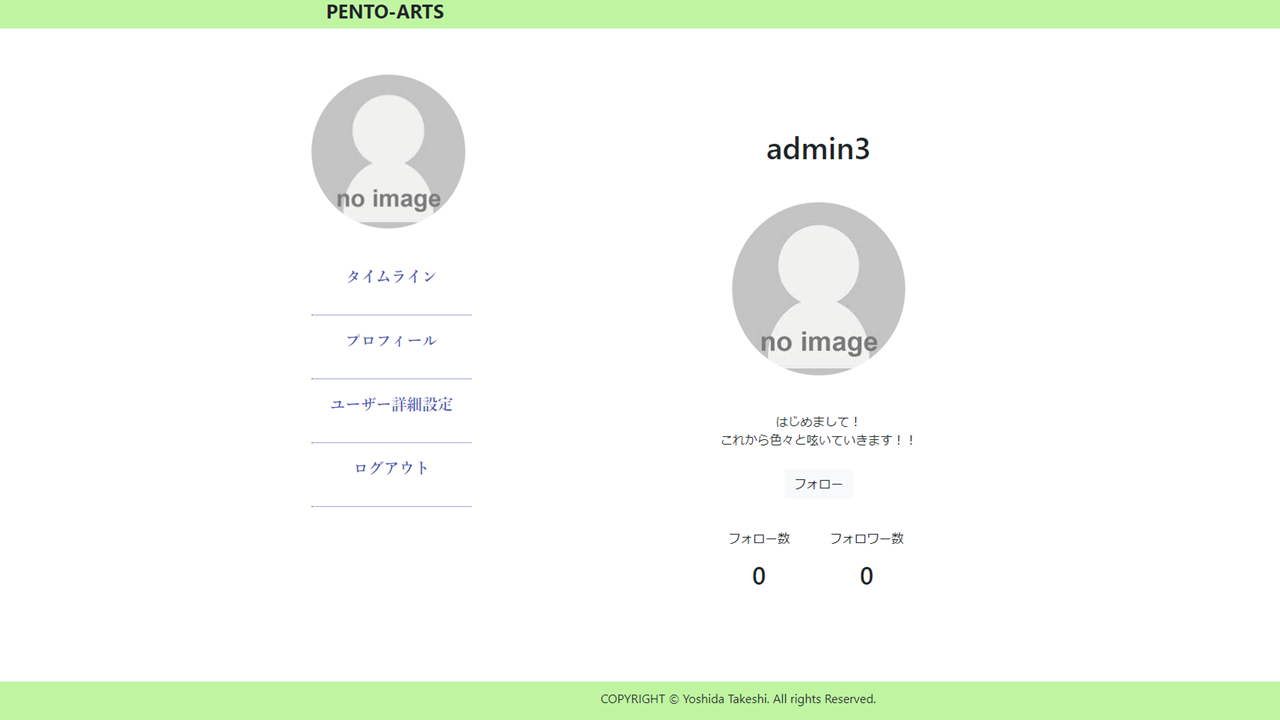 PENTO-ARTS
no image
タイムライン
プロフィール
ユーザー詳細設定
ログアウト
admin3
no image
はじめまして！
これから色々と呟いていきます！！
フォロー
フォロー数 フォロワー数
0 0
COPYRIGHT © Yoshida Takeshi. All rights Reserved.